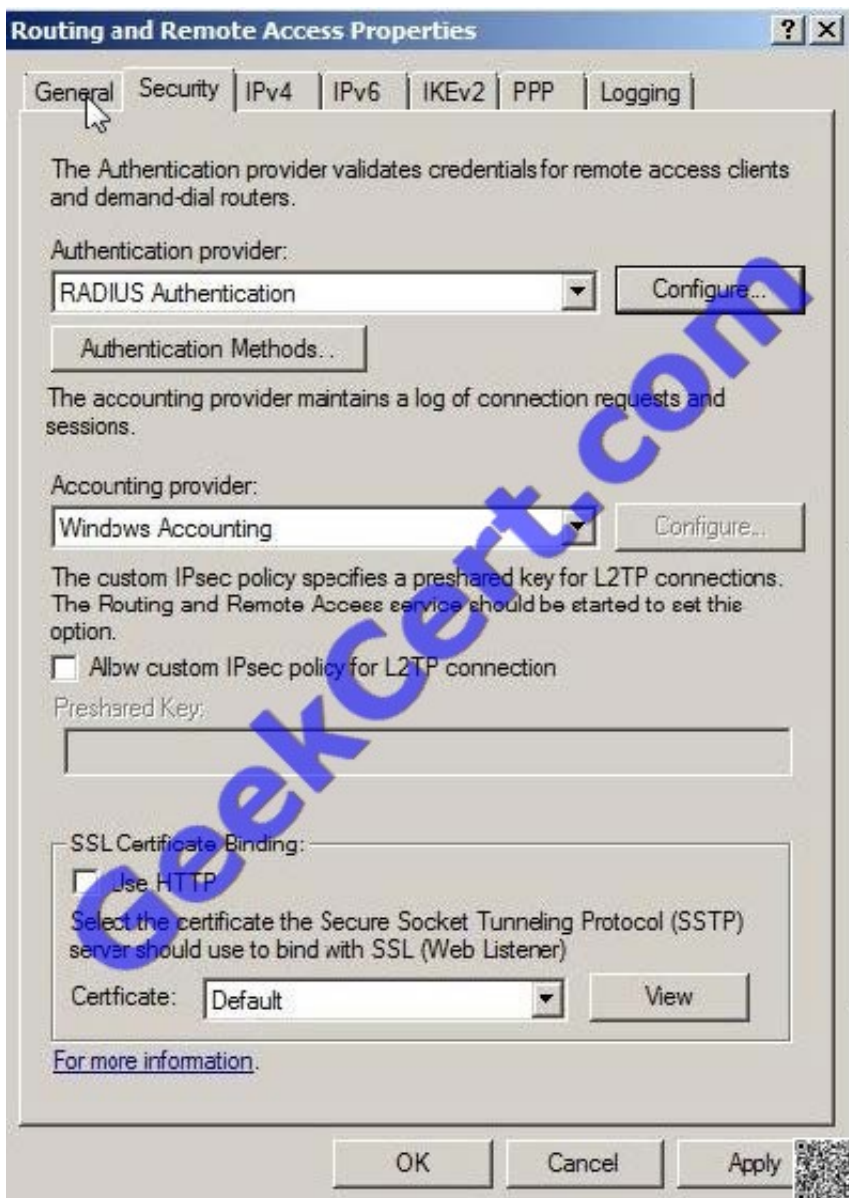 Routing and Remote Access Properties
General
Security
IPv4
IPv6
IKEv2
PPP
Logging
The Authentication provider validates credentials for remote access clients
and demand-dial routers.
Authentication provider:
RADIUS Authentication
Configure...
Authentication Methods. .
The accounting provider maintains a log of connection requests and
sessions.
Accounting provider:
Windows Accounting
Configure...
The custom IPsec policy specifies a preshared key for L2TP connections.
The Routing and Remote Access service should be started to set this
option.
Allow custom IPsec policy for L2TP connection
Preshared Key:
SSL Certificate Binding:
Use HTTP
Select the certificate the Secure Socket Tunneling Protocol (SSTP)
server should use to bind with SSL (Web Listener)
Certficate:
Default
View
For more information.
OK
Cancel
Apply
GeekCert.com